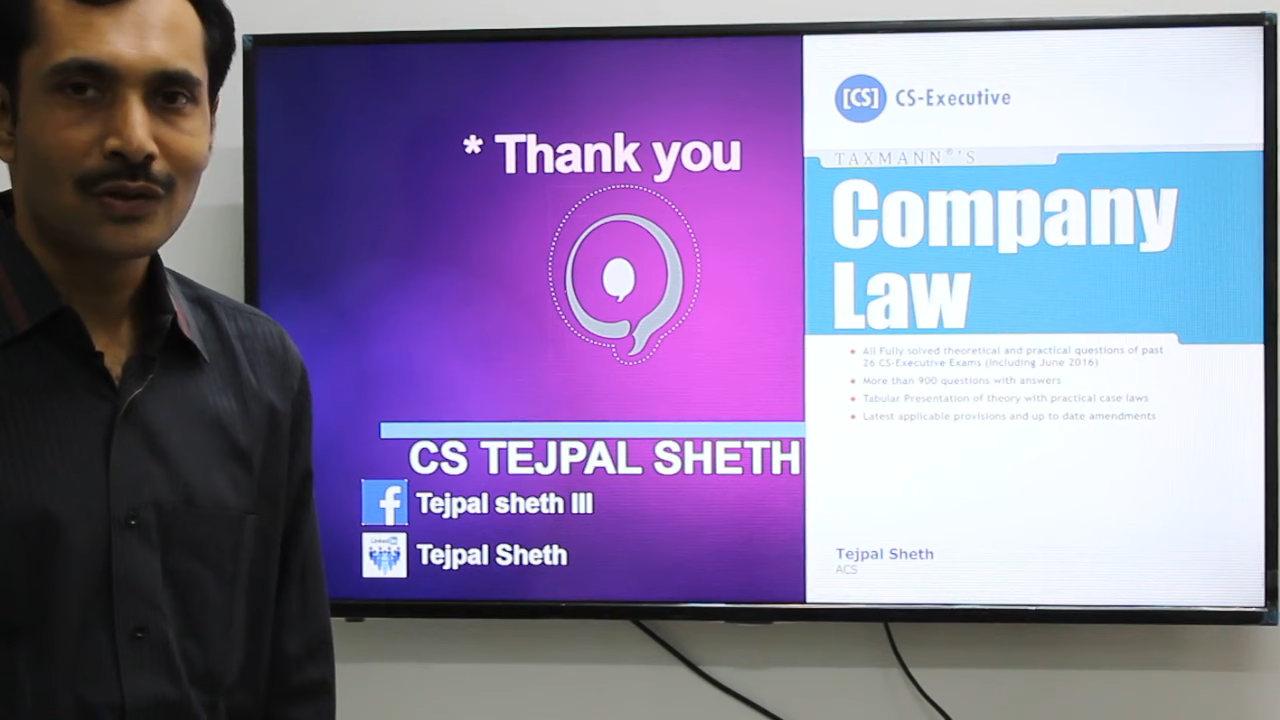 * Thank you
CS TEJPAL SHETH
Tejpal sheth III
LinkedIn
Tejpal Sheth
[CS] CS-Executive
TAXMANN®'S
Company
Law
• All Fully solved theoretical and practical questions of past
26 CS-Executive Exams (Including June 2016)
• More than 900 questions with answers
• Tabular Presentation of theory with practical case laws
• Latest applicable provisions and up to date amendments
Tejpal Sheth
ACS